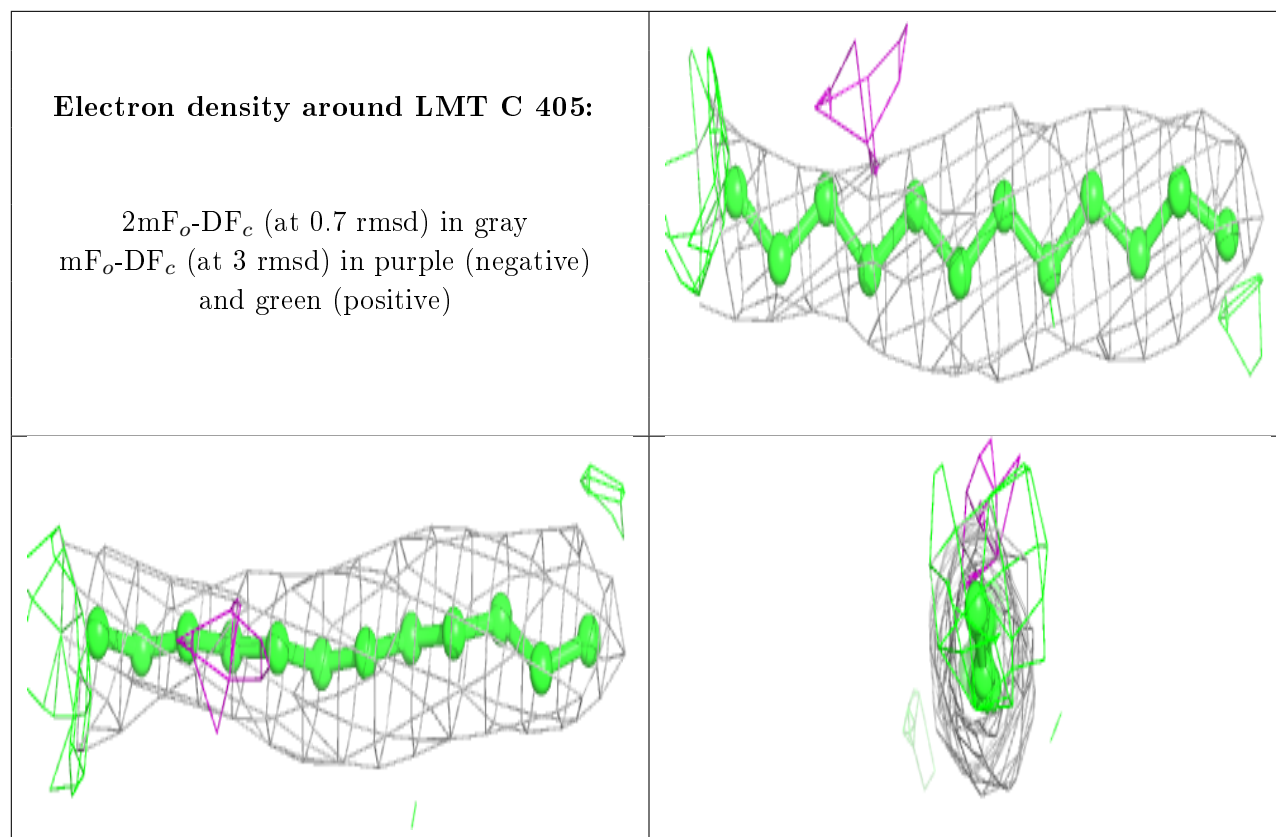 Electron density around LMT C 405:
2mFₒ-DF𝒸 (at 0.7 rmsd) in gray
mFₒ-DF𝒸 (at 3 rmsd) in purple (negative)
and green (positive)